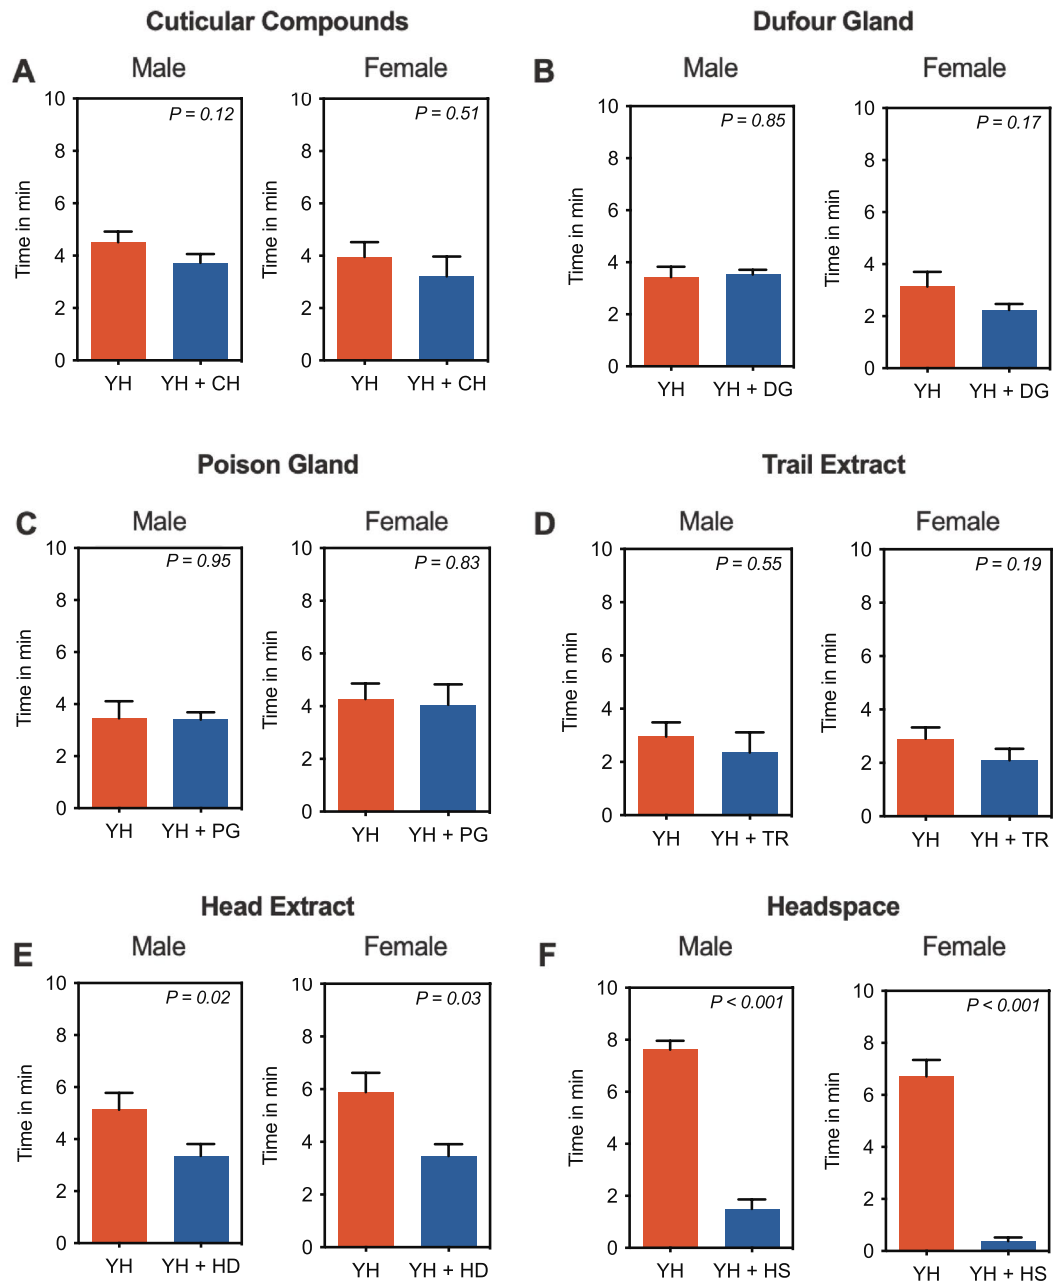 Cuticular Compounds
A
Male
Female
P = 0.12
P = 0.51
Time in min
10
8
6
4
2
0
YH
YH + CH
Time in min
10
8
6
4
2
0
YH
YH + CH
Dufour Gland
B
Male
Female
P = 0.85
P = 0.17
Time in min
10
8
6
4
2
0
YH
YH + DG
Time in min
10
8
6
4
2
0
YH
YH + DG
Poison Gland
C
Male
Female
P = 0.95
P = 0.83
Time in min
10
8
6
4
2
0
YH
YH + PG
Time in min
10
8
6
4
2
0
YH
YH + PG
Trail Extract
D
Male
Female
P = 0.55
P = 0.19
Time in min
10
8
6
4
2
0
YH
YH + TR
Time in min
10
8
6
4
2
0
YH
YH + TR
Head Extract
E
Male
Female
P = 0.02
P = 0.03
Time in min
10
8
6
4
2
0
YH
YH + HD
Time in min
10
8
6
4
2
0
YH
YH + HD
Headspace
F
Male
Female
P < 0.001
P < 0.001
Time in min
10
8
6
4
2
0
YH
YH + HS
Time in min
10
8
6
4
2
0
YH
YH + HS